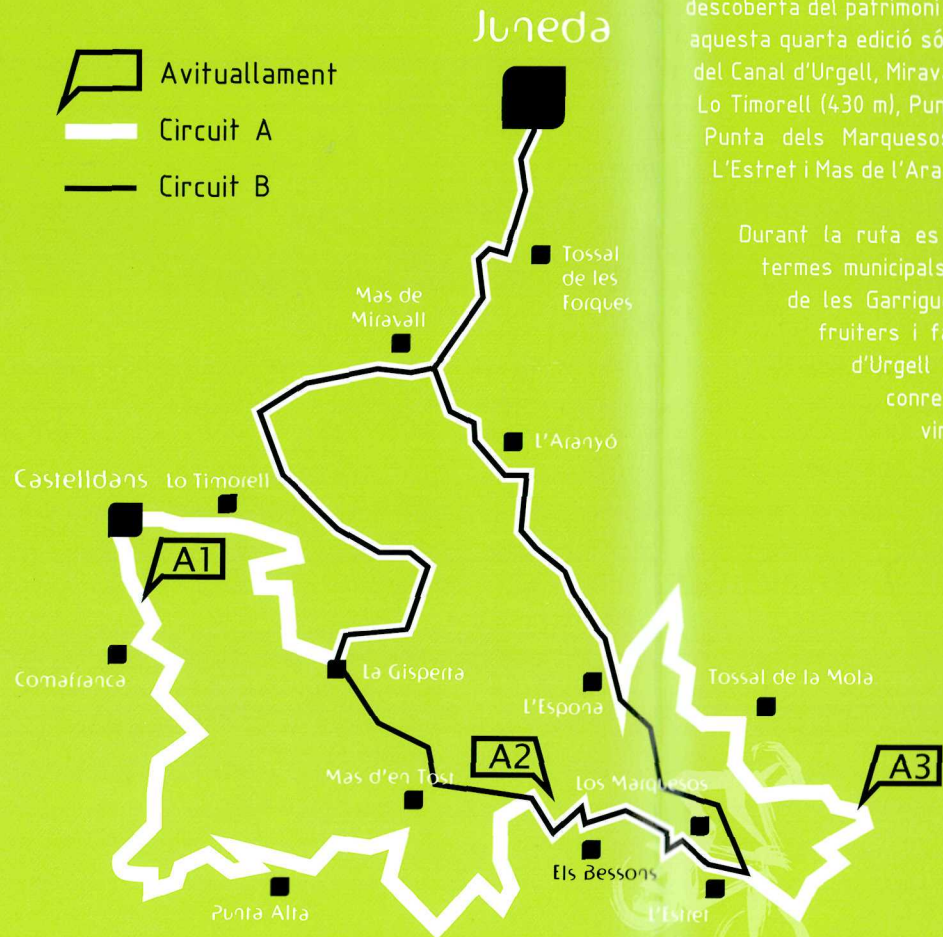 Juneda
descoberta del patrimoni
aquesta quarta edició só
del Canal d'Urgell, Mirav
Lo Timorell (430 m), Pun
Punta dels Marquesos
L'Estret i Mas de l'Ara
Durant la ruta es
termes municipals
de les Garrigu
fruiters i f
d'Urgell
conre
vi
Avituallament
Circuit A
Circuit B
Tossal
de les
Forques
Mas de
Miravall
L'Aranyó
Castelldans
Lo Timorell
A1
Comafranca
La Gisperta
L'Espona
Tossal de la Mola
A2
A3
Mas d'en Tost
Los Marquesos
Els Bessons
Punta Alta
L'Estret